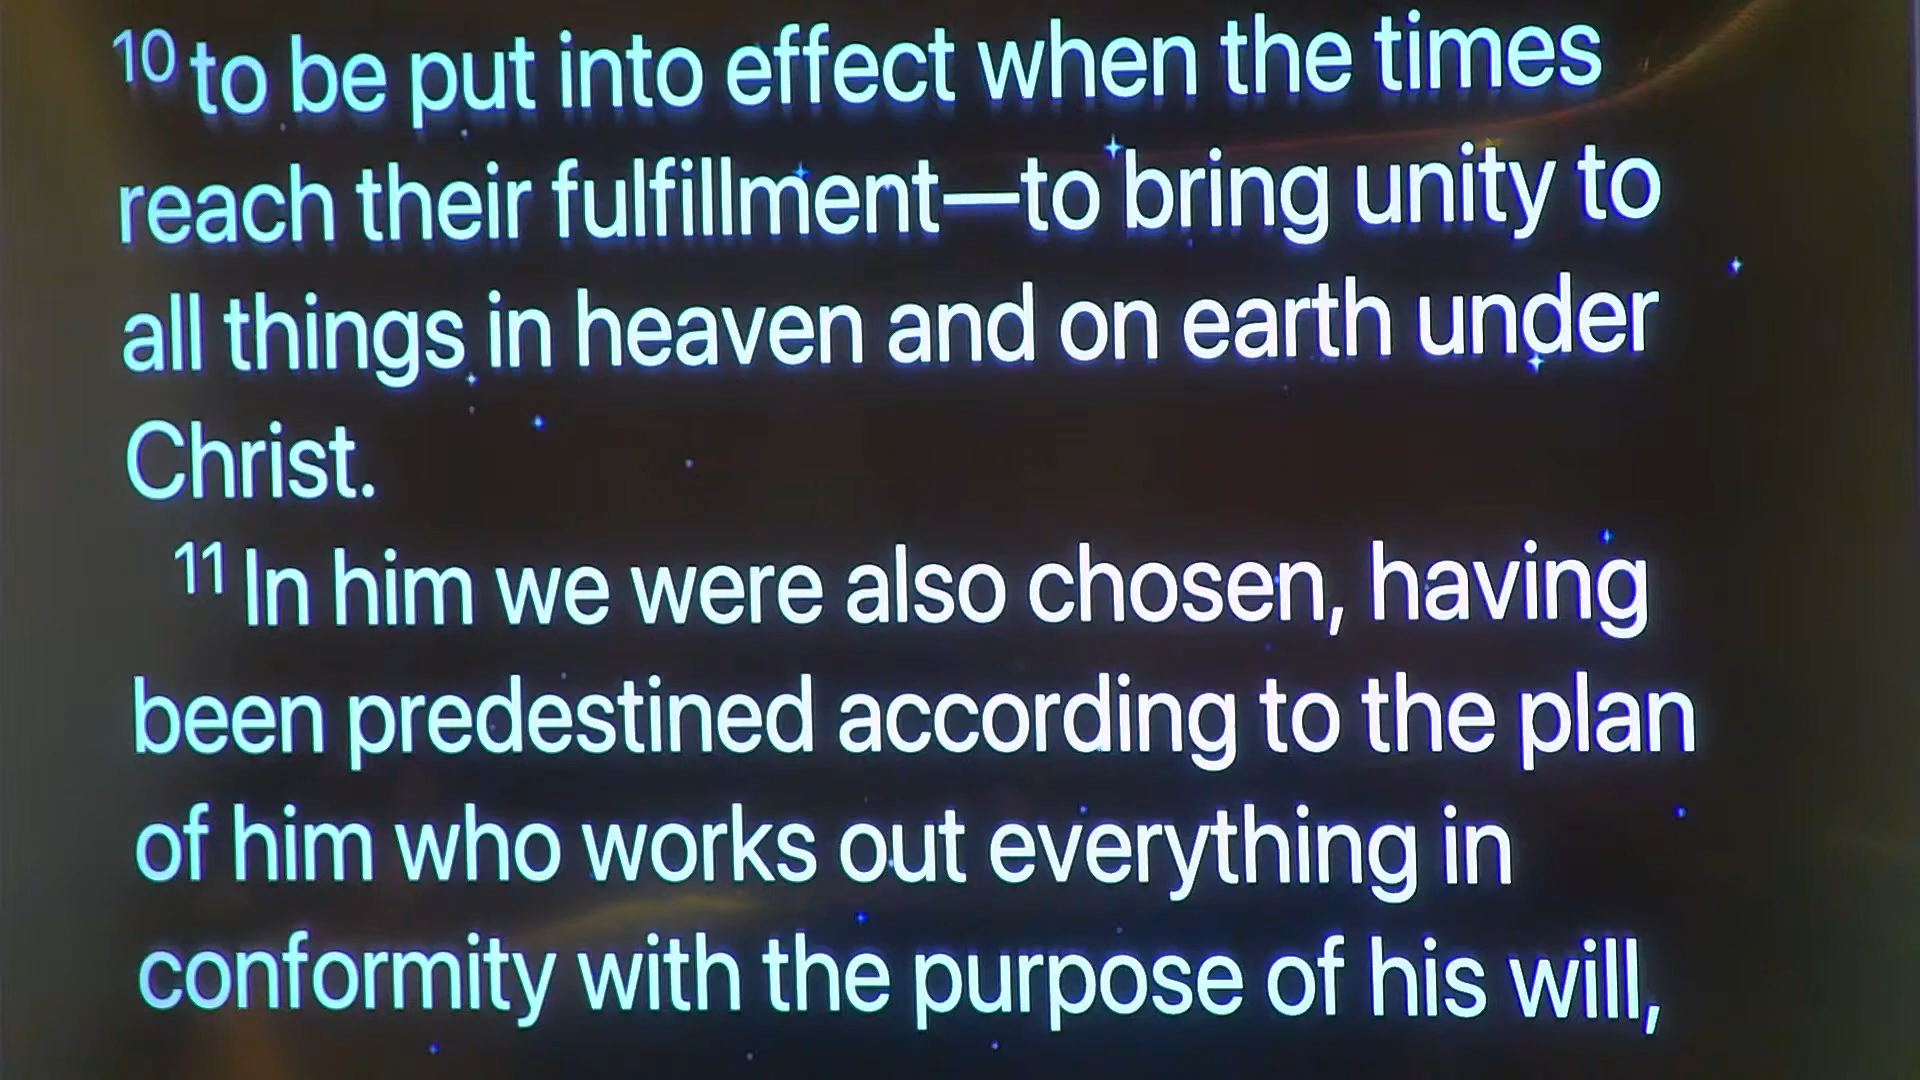 10 to be put into effect when the times
reach their fulfillment—to bring unity to
all things in heaven and on earth under
Christ.
11 In him we were also chosen, having
been predestined according to the plan
of him who works out everything in
conformity with the purpose of his will,